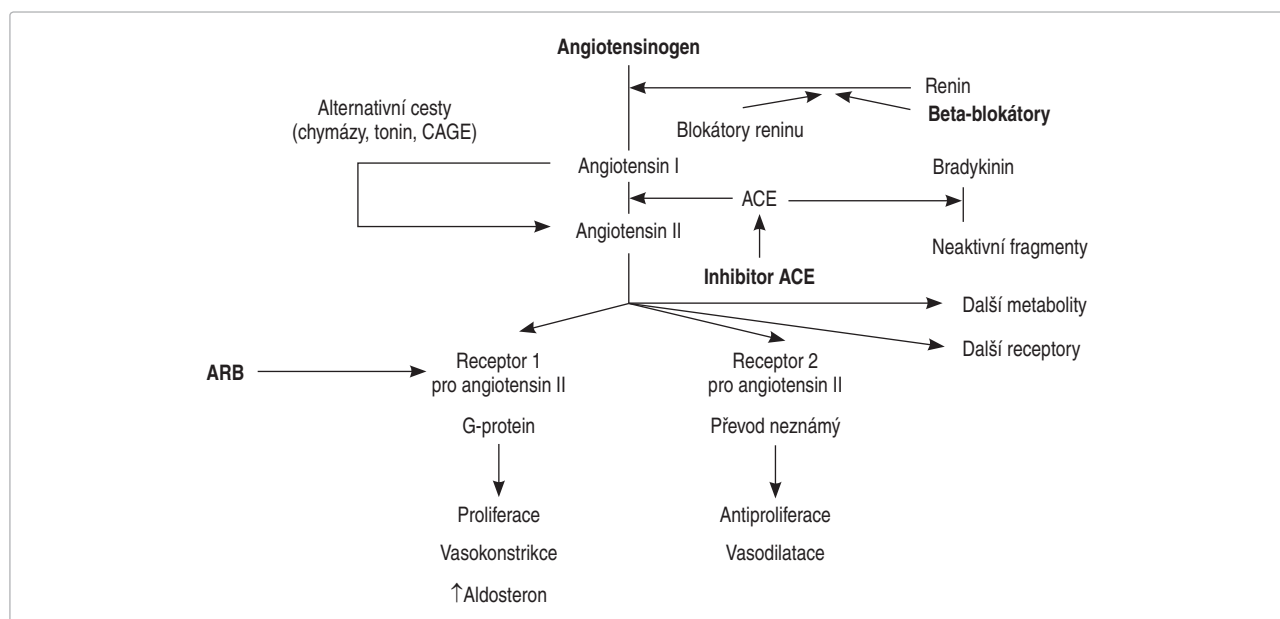 Angiotensinogen
Renin
Alternativní cesty
(chymázy, tonin, CAGE)
Beta-blokátory
Blokátory reninu
Angiotensin I
Bradykinin
ACE
Angiotensin II
Neaktivní fragmenty
Inhibitor ACE
Další metabolity
Další receptory
ARB
Receptor 1
pro angiotensin II
Receptor 2
pro angiotensin II
G-protein
Převod neznámý
Proliferace
Antiproliferace
Vasokonstrikce
Vasodilatace
↑Aldosteron